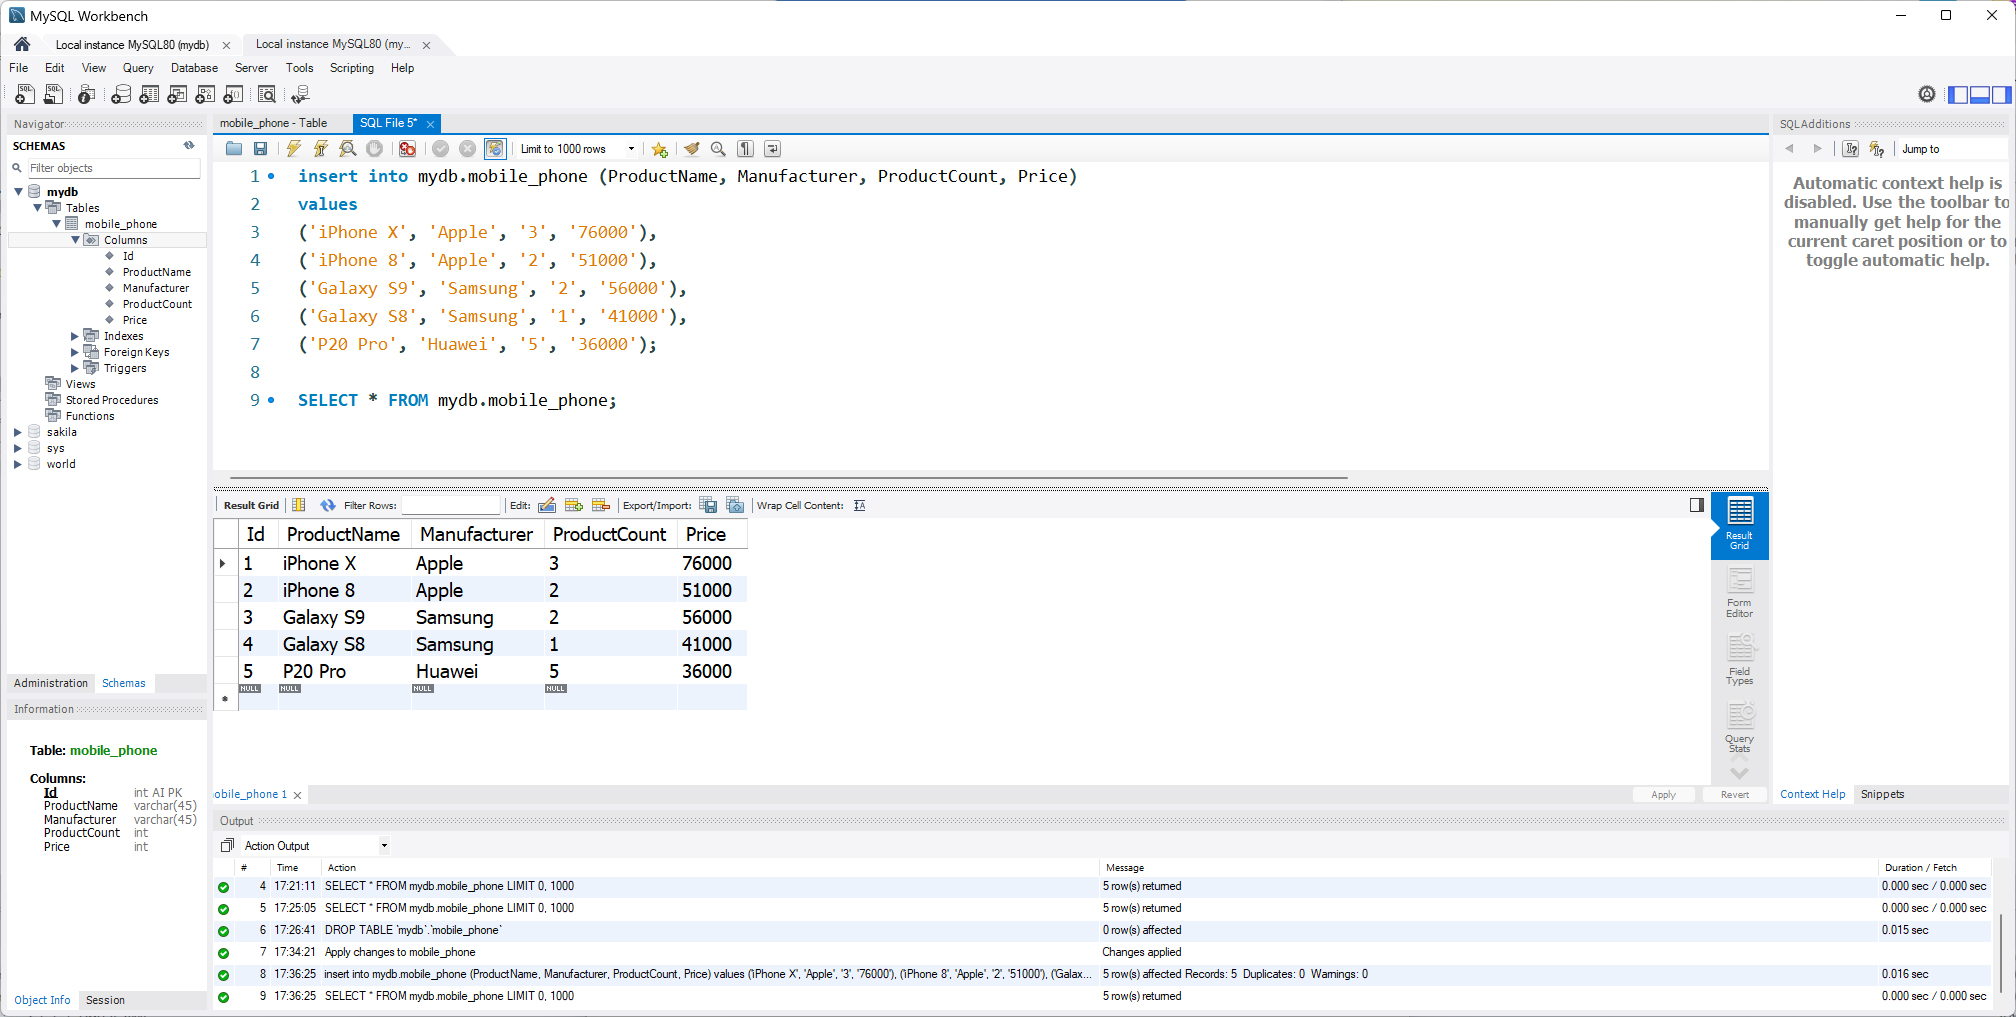 MySQL Workbench
Local instance MySQL80 (mydb)
Local instance MySQL80 (my...
File Edit View Query Database Server Tools Scripting Help
Navigator
SCHEMAS
Filter objects
mydb
Tables
mobile_phone
Columns
Id
ProductName
Manufacturer
ProductCount
Price
Indexes
Foreign Keys
Triggers
Views
Stored Procedures
Functions
sakila
sys
world
Administration Schemas
Information
Table: mobile_phone
Columns:
Id int AI PK
ProductName varchar(45)
Manufacturer varchar(45)
ProductCount int
Price int
Object Info Session
mobile_phone - Table SQL File 5*
Limit to 1000 rows
1 insert into mydb.mobile_phone (ProductName, Manufacturer, ProductCount, Price)
2 values
3 ('iPhone X', 'Apple', '3', '76000'),
4 ('iPhone 8', 'Apple', '2', '51000'),
5 ('Galaxy S9', 'Samsung', '2', '56000'),
6 ('Galaxy S8', 'Samsung', '1', '41000'),
7 ('P20 Pro', 'Huawei', '5', '36000');
8
9 SELECT * FROM mydb.mobile_phone;
Result Grid Filter Rows: Edit: Export/Import: Wrap Cell Content:
Id ProductName Manufacturer ProductCount Price
1 iPhone X Apple 3 76000
2 iPhone 8 Apple 2 51000
3 Galaxy S9 Samsung 2 56000
4 Galaxy S8 Samsung 1 41000
5 P20 Pro Huawei 5 36000
NULL NULL NULL NULL
Result
Grid
Form
Editor
Field
Types
Query
Stats
obile_phone 1
Apply Revert
SQLAdditions
Jump to
Automatic context help is
disabled. Use the toolbar to
manually get help for the
current caret position or to
toggle automatic help.
Context Help Snippets
Output
Action Output
# Time Action Message Duration / Fetch
4 17:21:11 SELECT * FROM mydb.mobile_phone LIMIT 0, 1000 5 row(s) returned 0.000 sec / 0.000 sec
5 17:25:05 SELECT * FROM mydb.mobile_phone LIMIT 0, 1000 5 row(s) returned 0.000 sec / 0.000 sec
6 17:26:41 DROP TABLE `mydb`.`mobile_phone` 0 row(s) affected 0.015 sec
7 17:34:21 Apply changes to mobile_phone Changes applied
8 17:36:25 insert into mydb.mobile_phone (ProductName, Manufacturer, ProductCount, Price) values ('iPhone X', 'Apple', '3', '76000'), ('iPhone 8', 'Apple', '2', '51000'), ('Galax... 5 row(s) affected Records: 5 Duplicates: 0 Warnings: 0 0.016 sec
9 17:36:25 SELECT * FROM mydb.mobile_phone LIMIT 0, 1000 5 row(s) returned 0.000 sec / 0.000 sec